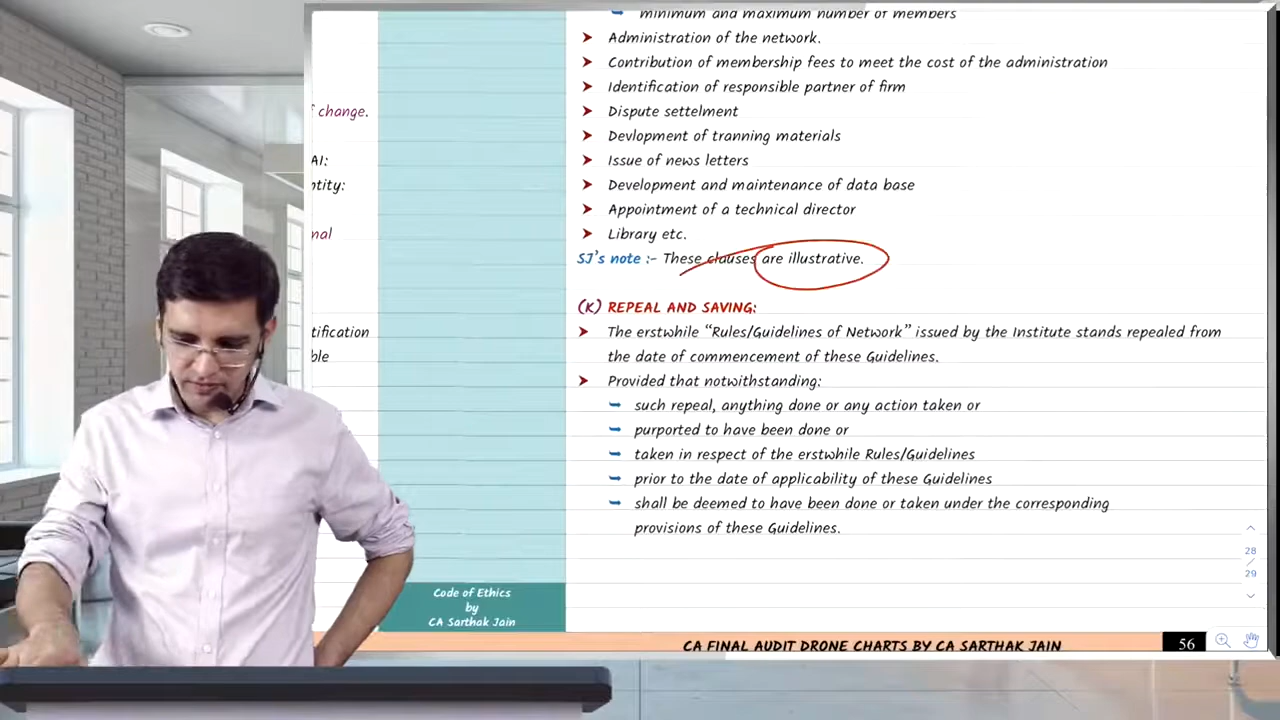 minimum and maximum number of members
➤ Administration of the network.
➤ Contribution of membership fees to meet the cost of the administration
➤ Identification of responsible partner of firm
➤ Dispute settelment
➤ Devlopment of tranning materials
➤ Issue of news letters
➤ Development and maintenance of data base
➤ Appointment of a technical director
➤ Library etc.
SJ's note :- These clauses are illustrative.
(K) REPEAL AND SAVING:
➤ The erstwhile “Rules/Guidelines of Network” issued by the Institute stands repealed from
the date of commencement of these Guidelines.
➤ Provided that notwithstanding:
such repeal, anything done or any action taken or
purported to have been done or
taken in respect of the erstwhile Rules/Guidelines
prior to the date of applicability of these Guidelines
shall be deemed to have been done or taken under the corresponding
provisions of these Guidelines.
change.
AI:
ntity:
nal
tification
ble
Code of Ethics
by
CA Sarthak Jain
CA FINAL AUDIT DRONE CHARTS BY CA SARTHAK JAIN
56
28
29